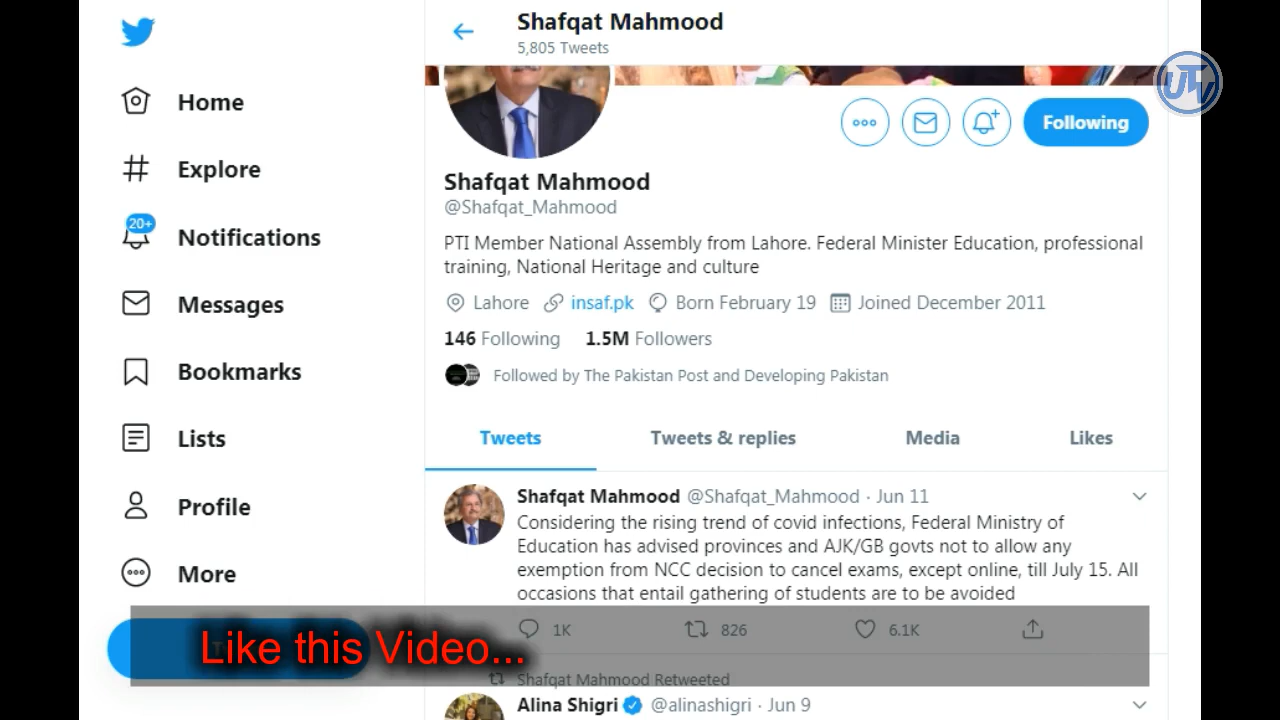 Shafqat Mahmood
5,805 Tweets
UTV
Home
Explore
20+
Notifications
Messages
Bookmarks
Lists
Profile
More
Following
Shafqat Mahmood
@Shafqat_Mahmood
PTI Member National Assembly from Lahore. Federal Minister Education, professional
training, National Heritage and culture
Lahore insaf.pk Born February 19 Joined December 2011
146 Following 1.5M Followers
Followed by The Pakistan Post and Developing Pakistan
Tweets Tweets & replies Media Likes
Shafqat Mahmood @Shafqat_Mahmood · Jun 11
Considering the rising trend of covid infections, Federal Ministry of
Education has advised provinces and AJK/GB govts not to allow any
exemption from NCC decision to cancel exams, except online, till July 15. All
occasions that entail gathering of students are to be avoided
1K 826 6.1K
Like this Video...
Shafqat Mahmood Retweeted
Alina Shigri @alinashigri · Jun 9